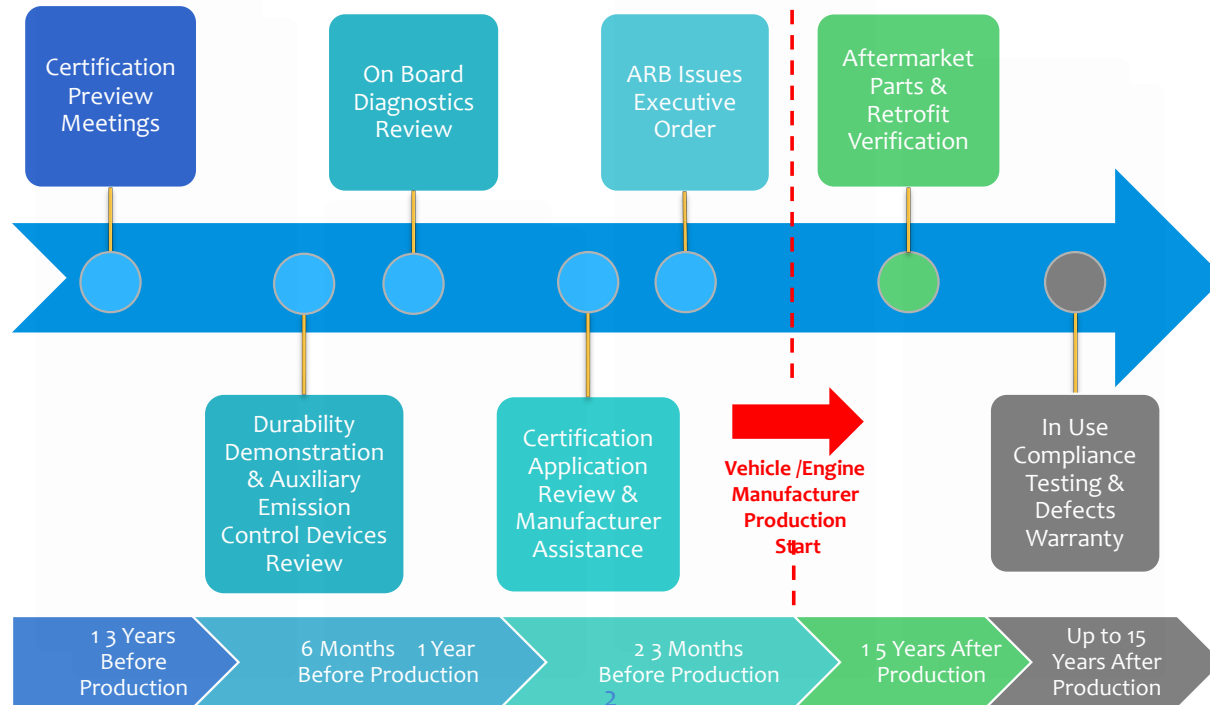 Certification
Preview
Meetings
On Board
Diagnostics
Review
ARB Issues
Executive
Order
Aftermarket
Parts &
Retrofit
Verification
Durability
Demonstration
& Auxiliary
Emission
Control Devices
Review
Certification
Application
Review &
Manufacturer
Assistance
Vehicle /Engine
Manufacturer
Production
Start
In Use
Compliance
Testing &
Defects
Warranty
1 3 Years
Before
Production
6 Months 1 Year
Before Production
2 3 Months
Before Production
1 5 Years After
Production
Up to 15
Years After
Production
2